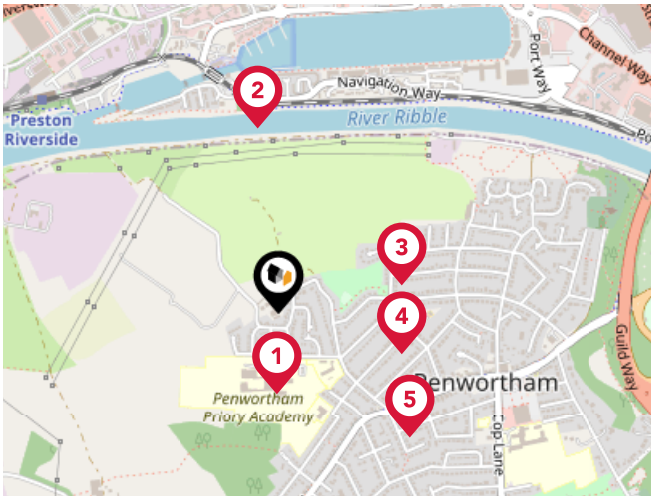 Port Way
Channel Way
Navigation Way
2
Preston
Riverside
River Ribble
3
4
1
Guild Way
Penwortham
Penwortham
Priory Academy
5
Cop Lane